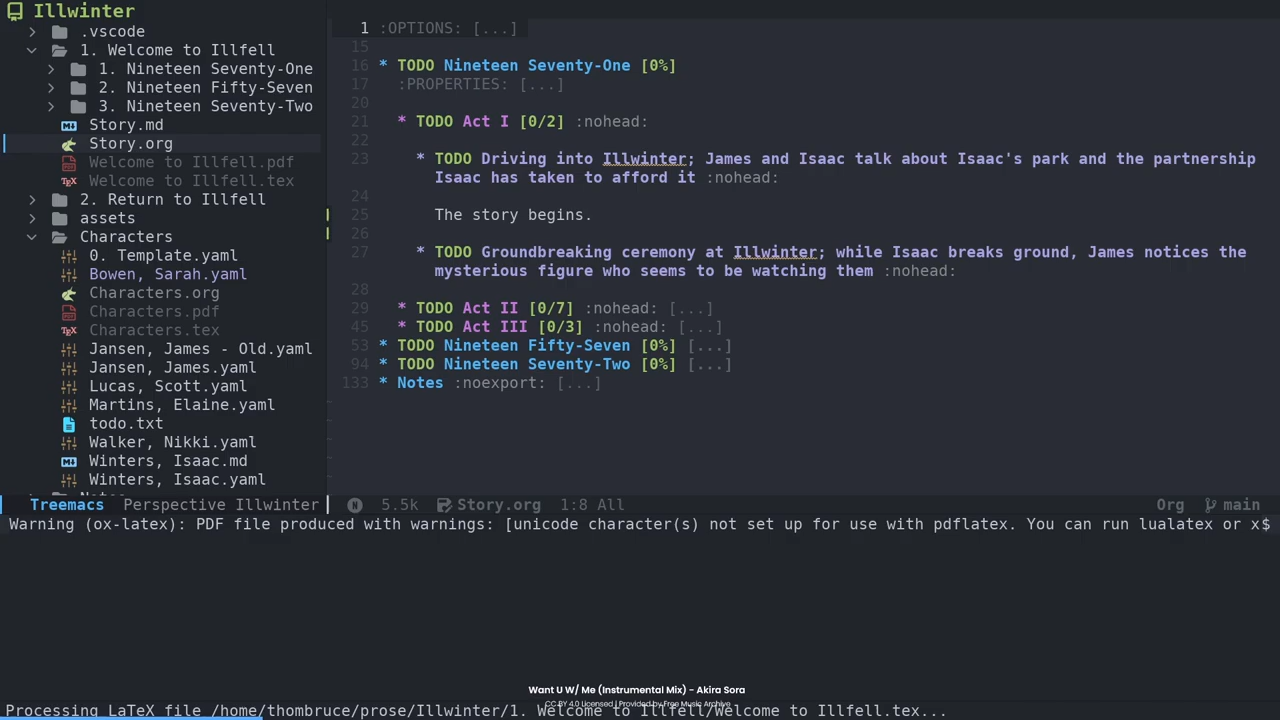 Illwinter
.vscode
1. Welcome to Illfell
1. Nineteen Seventy-One
2. Nineteen Fifty-Seven
3. Nineteen Seventy-Two
Story.md
Story.org
Welcome to Illfell.pdf
Welcome to Illfell.tex
2. Return to Illfell
assets
Characters
0. Template.yaml
Bowen, Sarah.yaml
Characters.org
Characters.pdf
Characters.tex
Jansen, James - Old.yaml
Jansen, James.yaml
Lucas, Scott.yaml
Martins, Elaine.yaml
todo.txt
Walker, Nikki.yaml
Winters, Isaac.md
Winters, Isaac.yaml
Treemacs Perspective Illwinter
1 :OPTIONS: [...]
15
16 * TODO Nineteen Seventy-One [0%]
17 :PROPERTIES: [...]
20
21 * TODO Act I [0/2] :nohead:
22
23 * TODO Driving into Illwinter; James and Isaac talk about Isaac's park and the partnership
Isaac has taken to afford it :nohead:
24
25 The story begins.
26
27 * TODO Groundbreaking ceremony at Illwinter; while Isaac breaks ground, James notices the
mysterious figure who seems to be watching them :nohead:
28
29 * TODO Act II [0/7] :nohead: [...]
45 * TODO Act III [0/3] :nohead: [...]
53 * TODO Nineteen Fifty-Seven [0%] [...]
94 * TODO Nineteen Seventy-Two [0%] [...]
133 * Notes :noexport: [...]
N 5.5k Story.org 1:8 All Org main
Warning (ox-latex): PDF file produced with warnings: [unicode character(s) not set up for use with pdflatex. You can run lualatex or x$
Want U W/ Me (Instrumental Mix) - Akira Sora
CC BY 4.0 Licensed | Provided by Free Music Archive
Processing LaTeX file /home/thombruce/prose/Illwinter/1. Welcome to Illfell/Welcome to Illfell.tex...